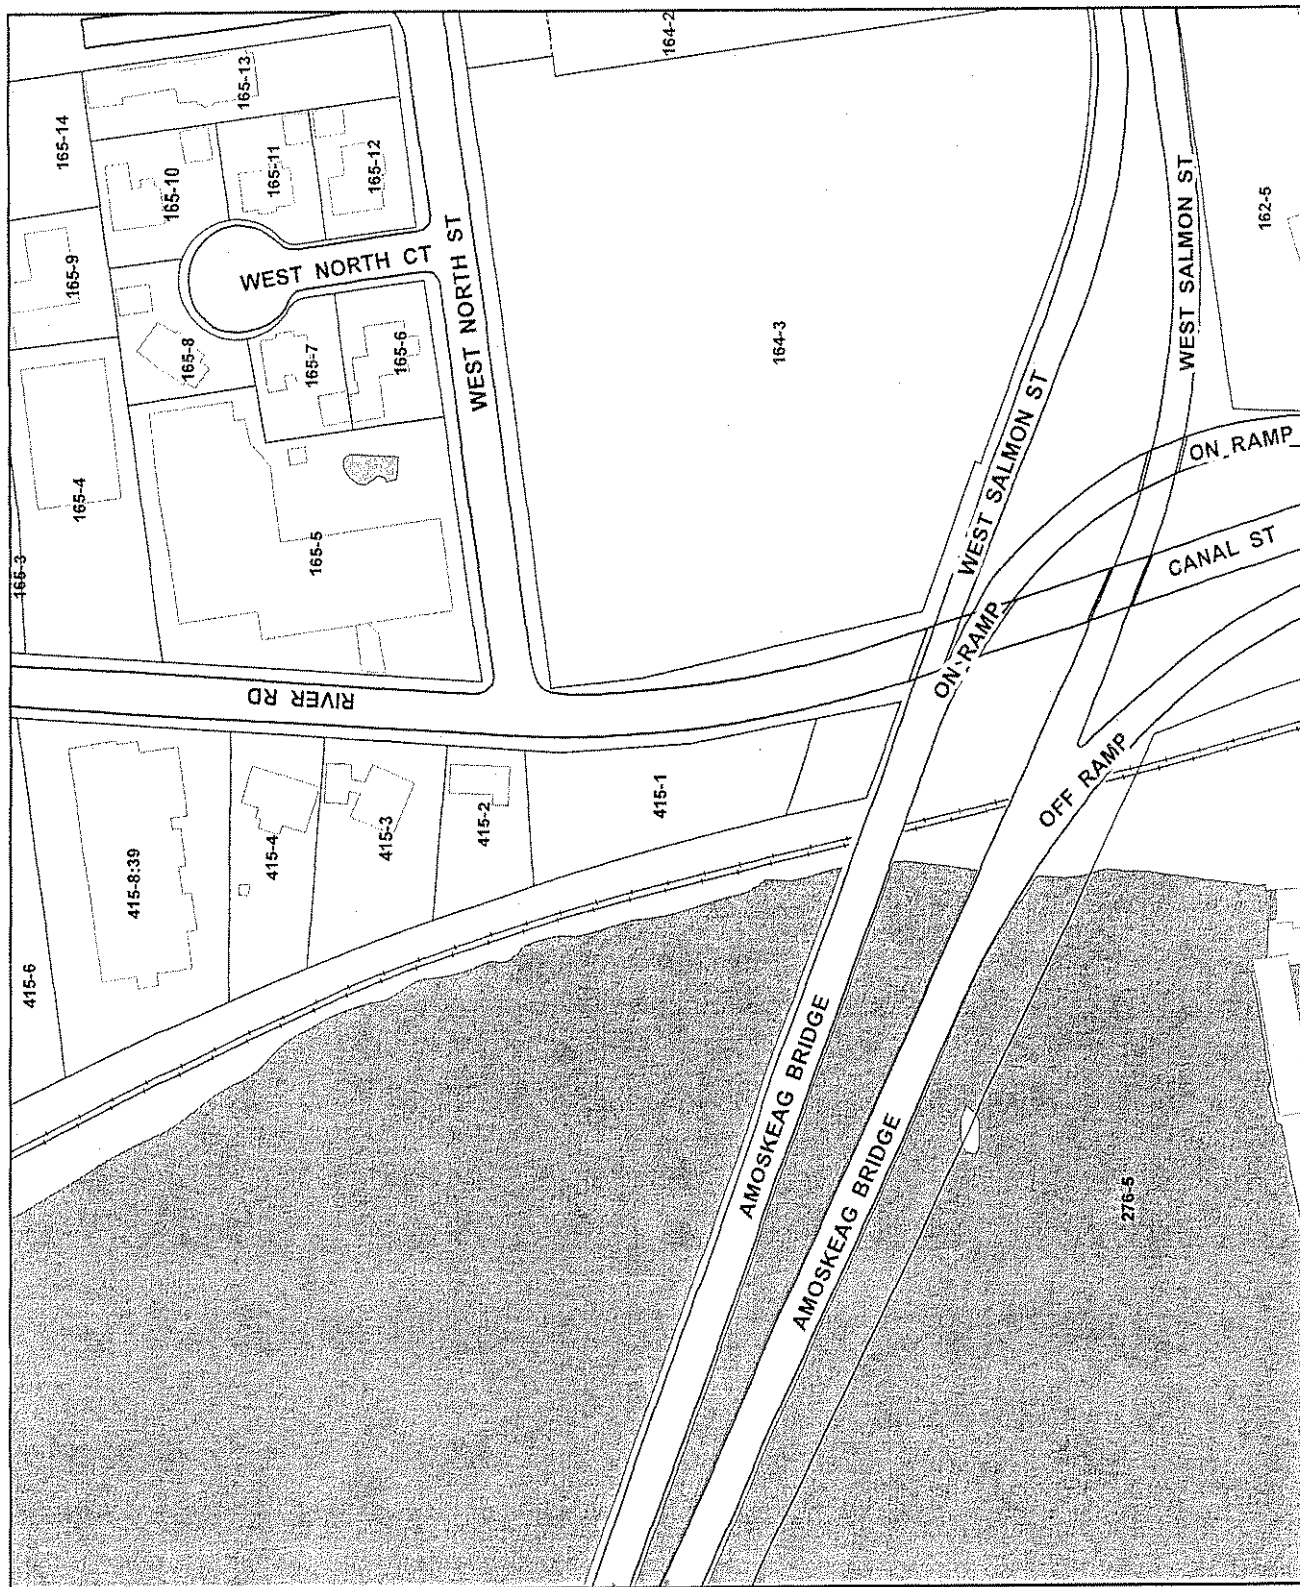 164-2
165-13
165-14
165-10
165-11
165-12
165-9
WEST NORTH CT
WEST NORTH ST
WEST SALMON ST
162-5
165-8
165-7
165-6
164-3
165-4
165-5
165-3
WEST SALMON ST
ON RAMP
CANAL ST
ON RAMP
RIVER RD
OFF RAMP
415-1
415-2
415-3
415-4
415-8:39
415-6
AMOSKEAG BRIDGE
AMOSKEAG BRIDGE
276-5